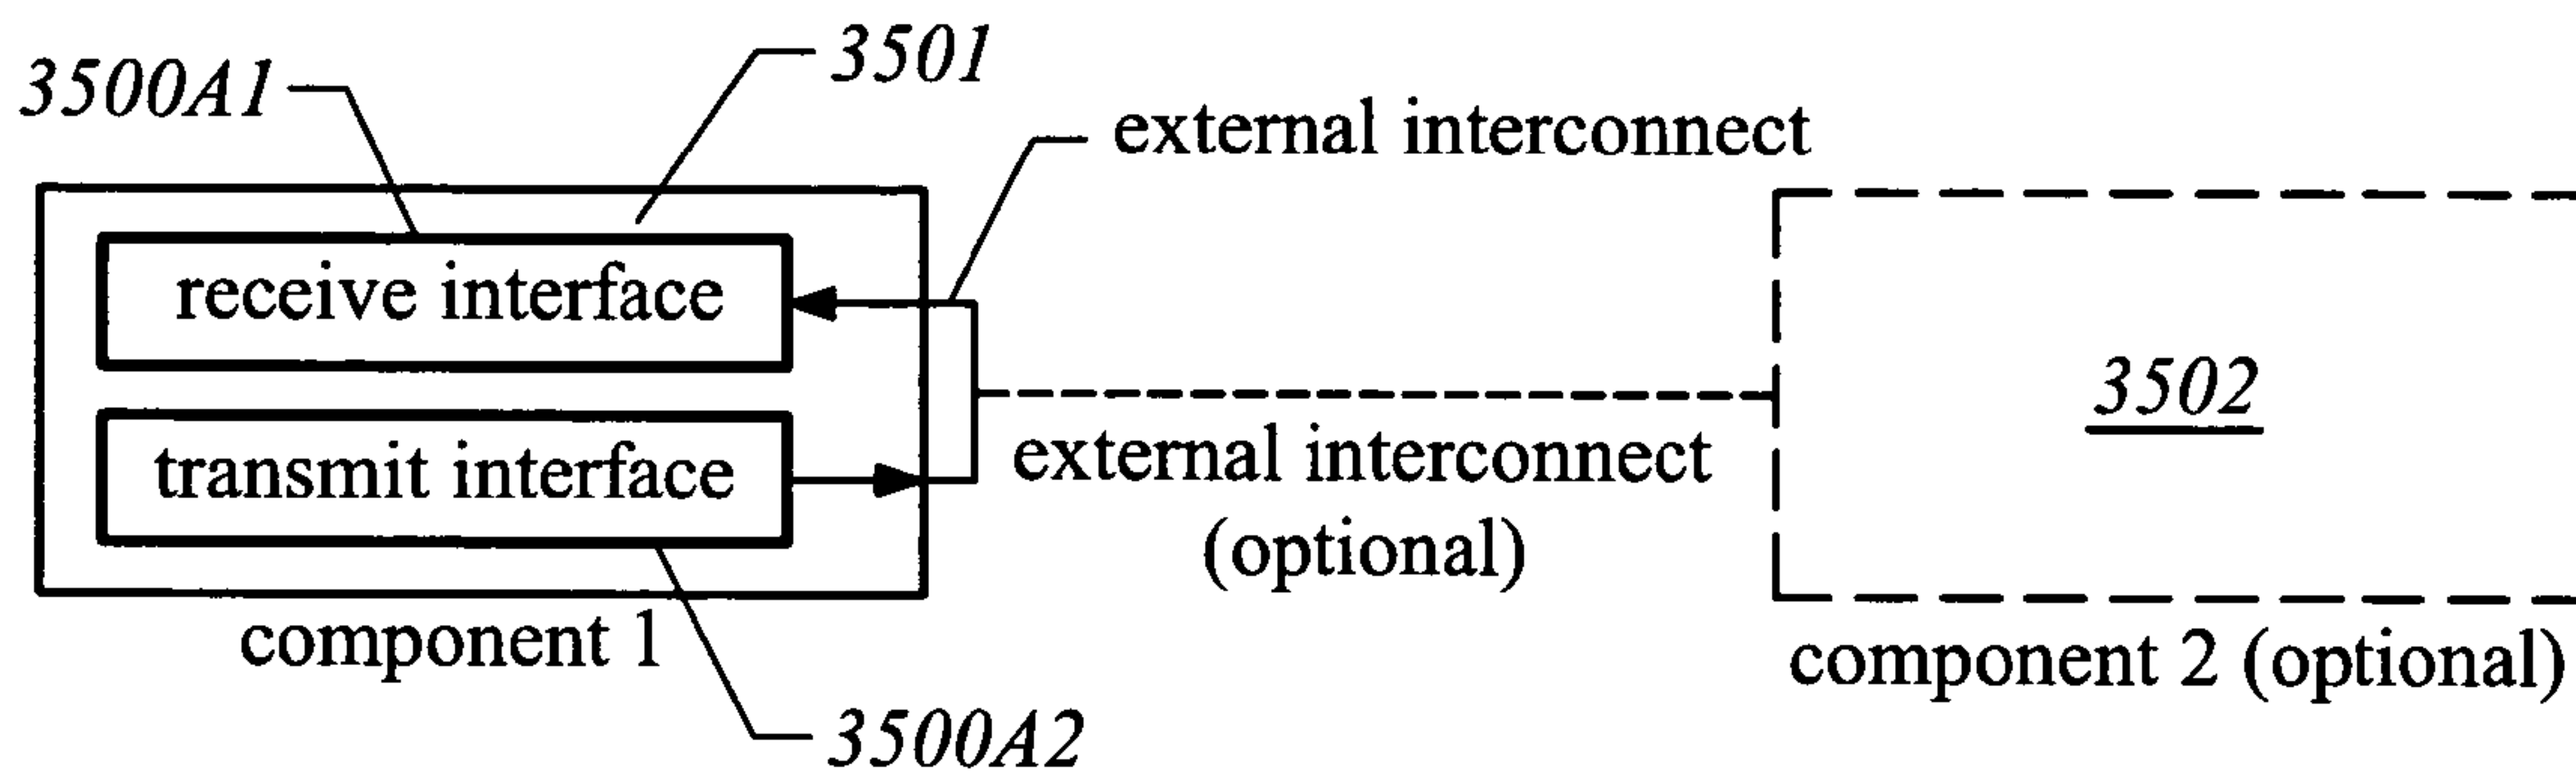 3501
3500A1
external interconnect
receive interface
3502
transmit interface
external interconnect
(optional)
component 1
component 2 (optional)
3500A2